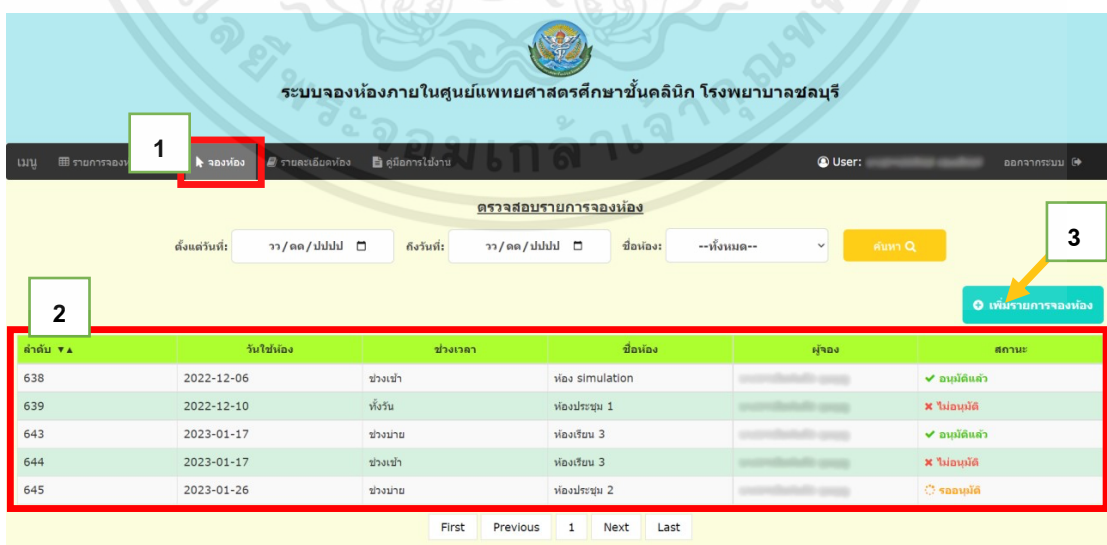 ระบบจองห้องภายในศูนย์แพทยศาสตรศึกษาชั้นคลินิก โรงพยาบาลชลบุรี
1
เมนู รายการจอง จองห้อง รายละเอียดห้อง คู่มือการใช้งาน User: ออกจากระบบ
ตรวจสอบรายการจองห้อง
ตั้งแต่วันที่: วว/ดด/ปปปป ถึงวันที่: วว/ดด/ปปปป ชื่อห้อง: --ทั้งหมด-- ค้นหา
3
เพิ่มรายการจองห้อง
2
ลำดับ ▼▲ วันใช้ห้อง ช่วงเวลา ชื่อห้อง ผู้จอง สถานะ
638 2022-12-06 ช่วงเช้า ห้อง simulation อนุมัติแล้ว
639 2022-12-10 ทั้งวัน ห้องประชุม 1 ไม่อนุมัติ
643 2023-01-17 ช่วงบ่าย ห้องเรียน 3 อนุมัติแล้ว
644 2023-01-17 ช่วงเช้า ห้องเรียน 3 ไม่อนุมัติ
645 2023-01-26 ช่วงบ่าย ห้องประชุม 2 รออนุมัติ
First Previous 1 Next Last